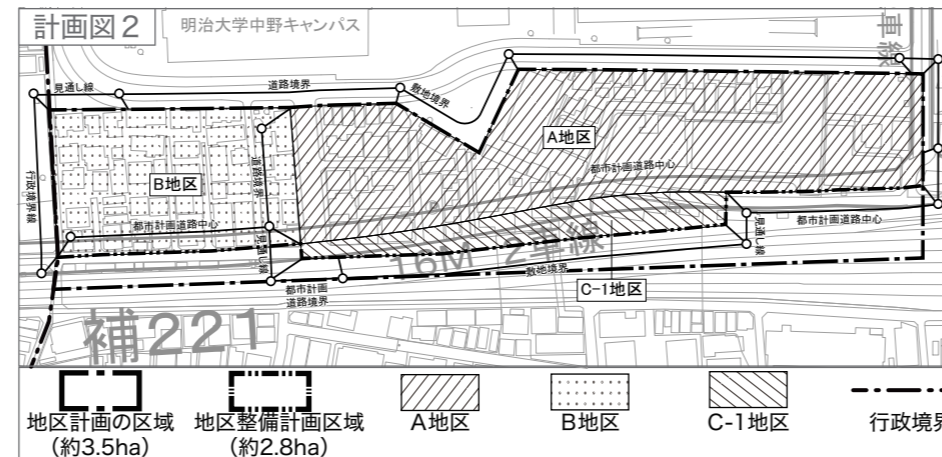 計画図2
明治大学中野キャンパス
車線
見通し線
道路境界
敷地境界
A地区
都市計画道路中心
行政境界線
B地区
道路境界
都市計画道路中心
見通し線
都市計画道路中心
見通し線
16M 2車線
敷地境界
都市計画
道路境界
C-1地区
補221
地区計画の区域
(約3.5ha)
地区整備計画区域
(約2.8ha)
A地区
B地区
C-1地区
行政境界